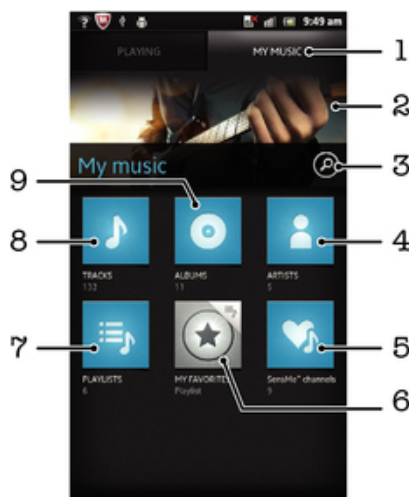 9:49 am
PLAYING
MY MUSIC
1
2
My music
3
9
8
4
TRACKS
132
ALBUMS
11
ARTISTS
5
7
5
PLAYLISTS
6
MY FAVORITES
Playlist
SensMe™ channels
9
6